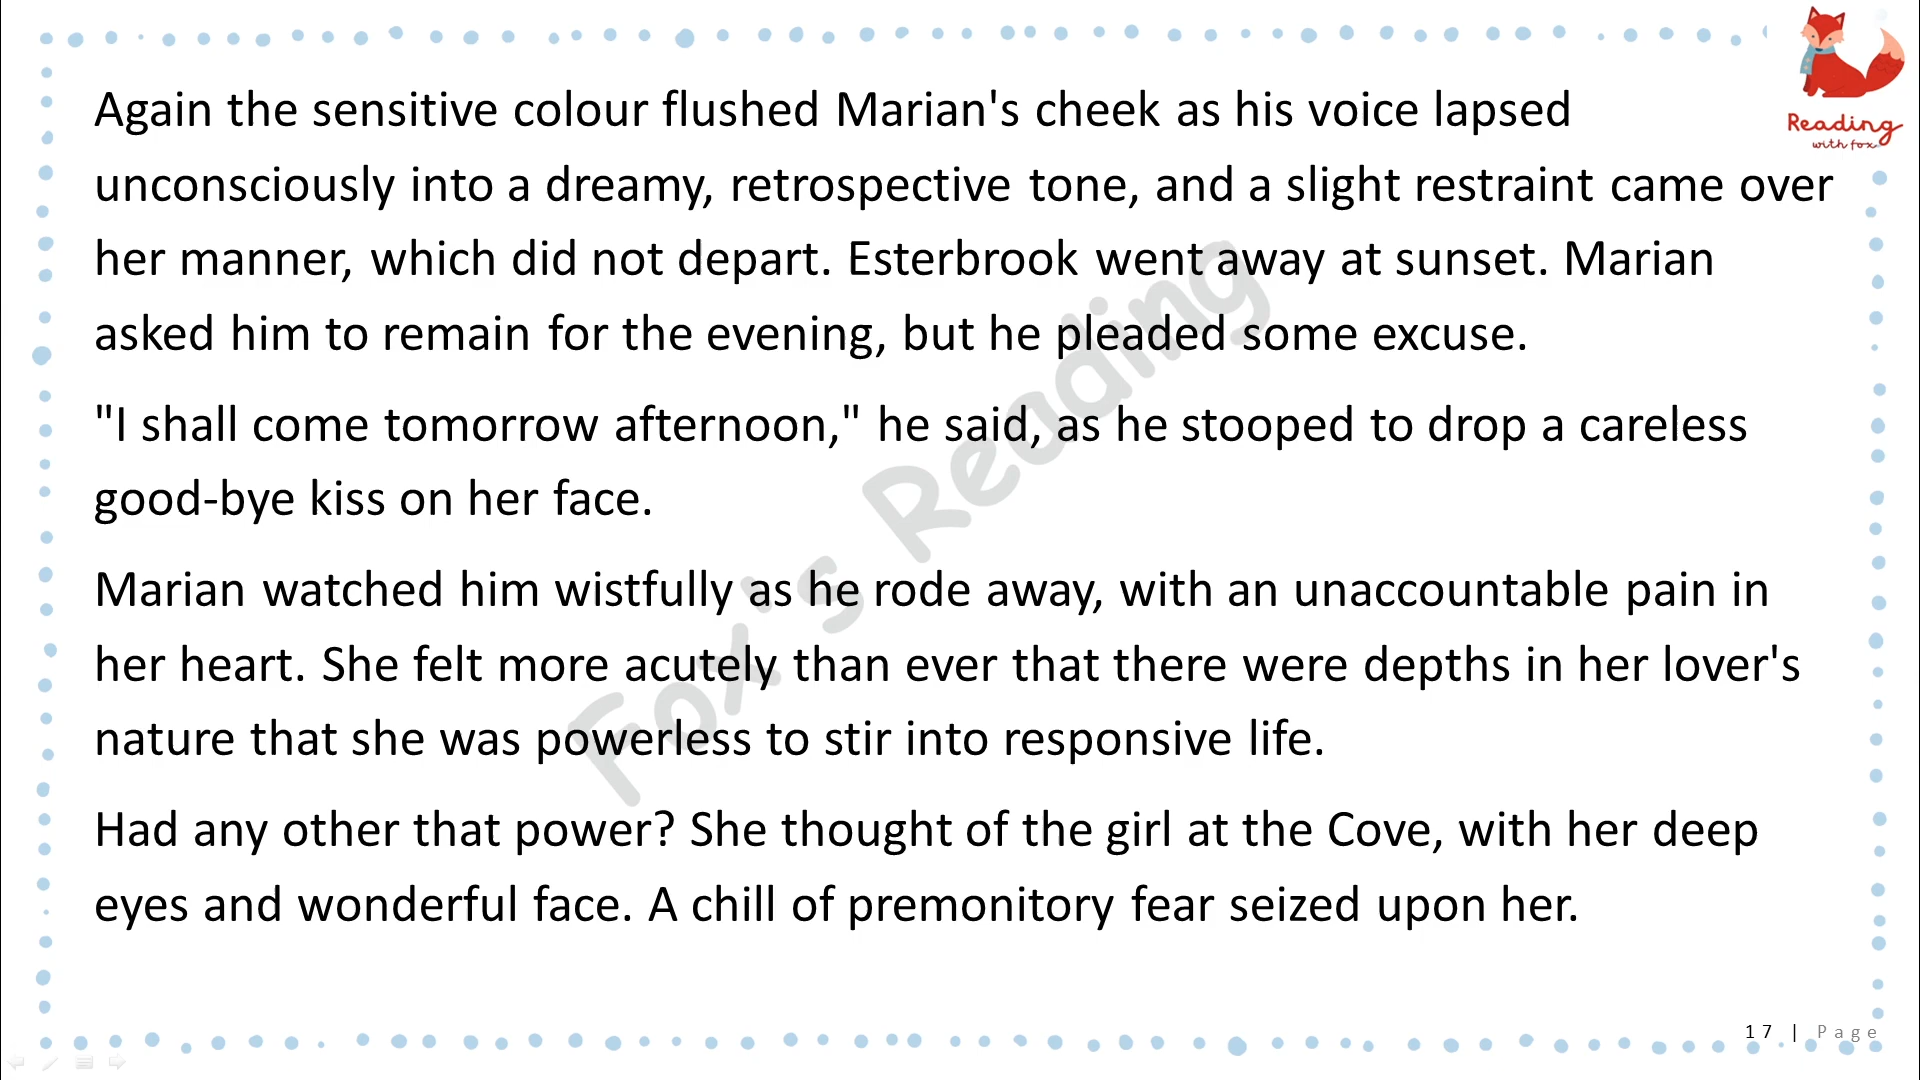 Again the sensitive colour flushed Marian's cheek as his voice lapsed
unconsciously into a dreamy, retrospective tone, and a slight restraint came over
her manner, which did not depart. Esterbrook went away at sunset. Marian
asked him to remain for the evening, but he pleaded some excuse.
"I shall come tomorrow afternoon," he said, as he stooped to drop a careless
good-bye kiss on her face.
Marian watched him wistfully as he rode away, with an unaccountable pain in
her heart. She felt more acutely than ever that there were depths in her lover's
nature that she was powerless to stir into responsive life.
Had any other that power? She thought of the girl at the Cove, with her deep
eyes and wonderful face. A chill of premonitory fear seized upon her.
Reading
with fox
Fox's Reading
17 | Page